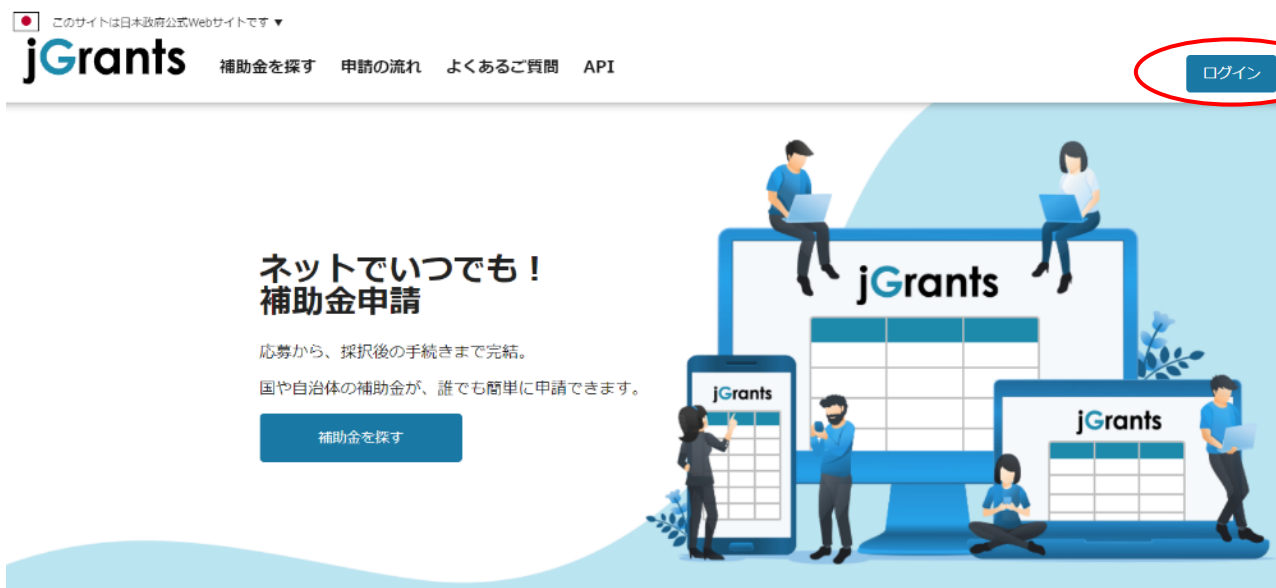 このサイトは日本政府公式Webサイトです ▼
jGrants
補助金を探す 申請の流れ よくあるご質問 API
ログイン
ネットでいつでも！
補助金申請
応募から、採択後の手続きまで完結。
国や自治体の補助金が、誰でも簡単に申請できます。
補助金を探す
jGrants
jGrants
jGrants